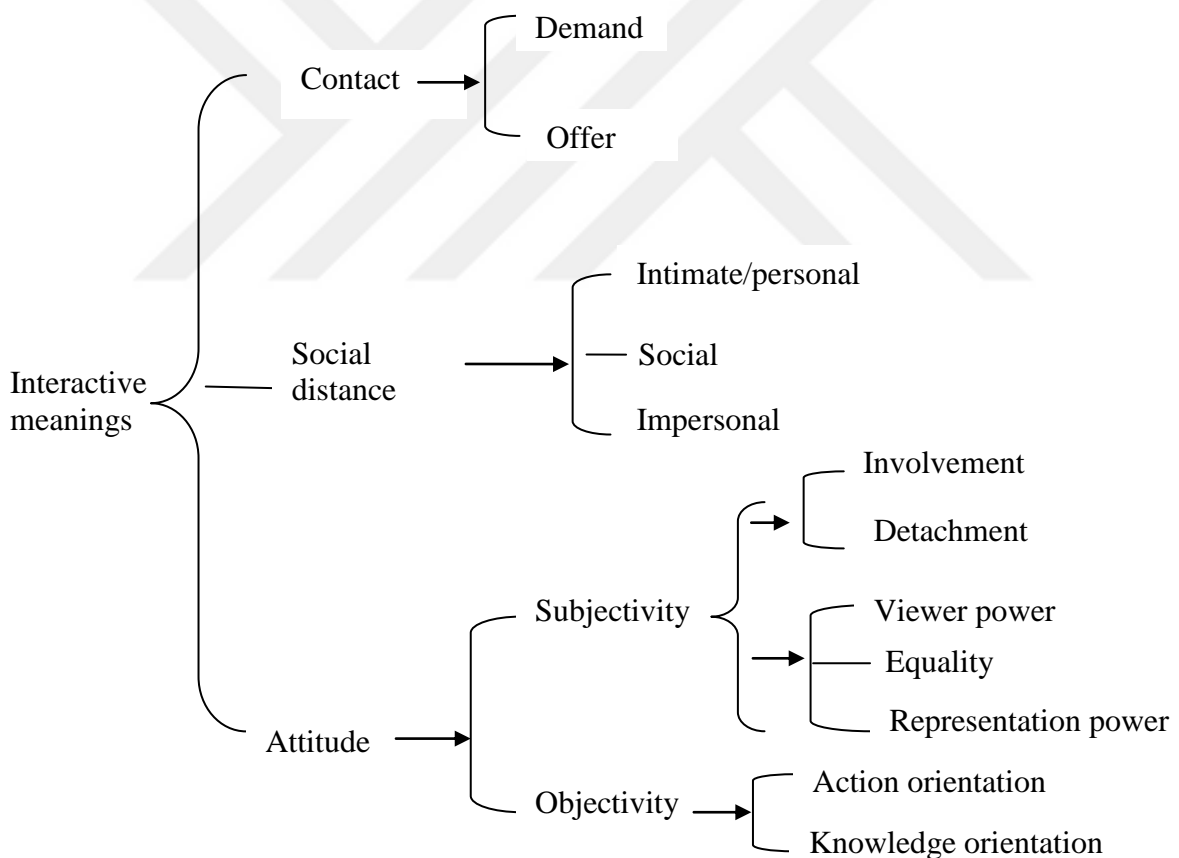 Demand
Contact
Offer
Intimate/personal
Social
distance
Social
Interactive
meanings
Impersonal
Involvement
Detachment
Subjectivity
Viewer power
Equality
Representation power
Attitude
Action orientation
Objectivity
Knowledge orientation